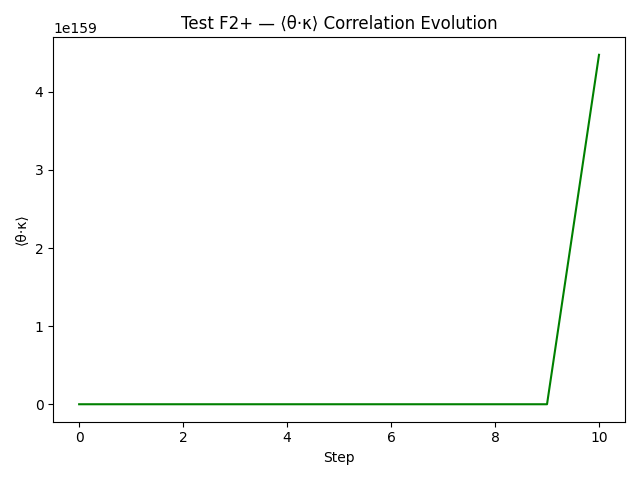 Test F2+ — ⟨θ·κ⟩ Correlation Evolution
1e159
4
3
2
1
0
⟨θ·κ⟩
0 2 4 6 8 10
Step